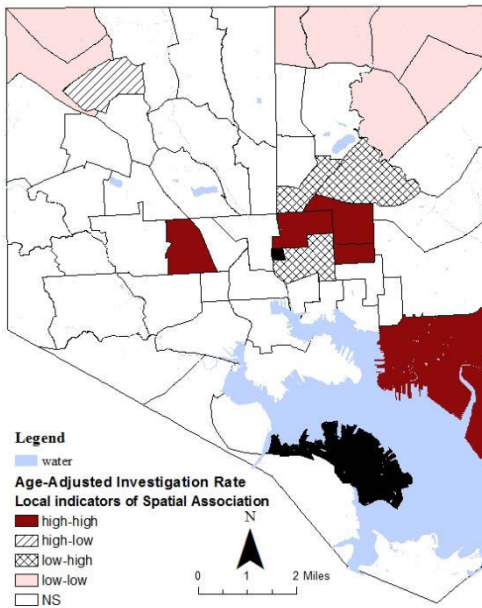 Legend
water
Age-Adjusted Investigation Rate
Local indicators of Spatial Association
high-high
high-low
low-high
low-low
NS
N
0 1 2 Miles